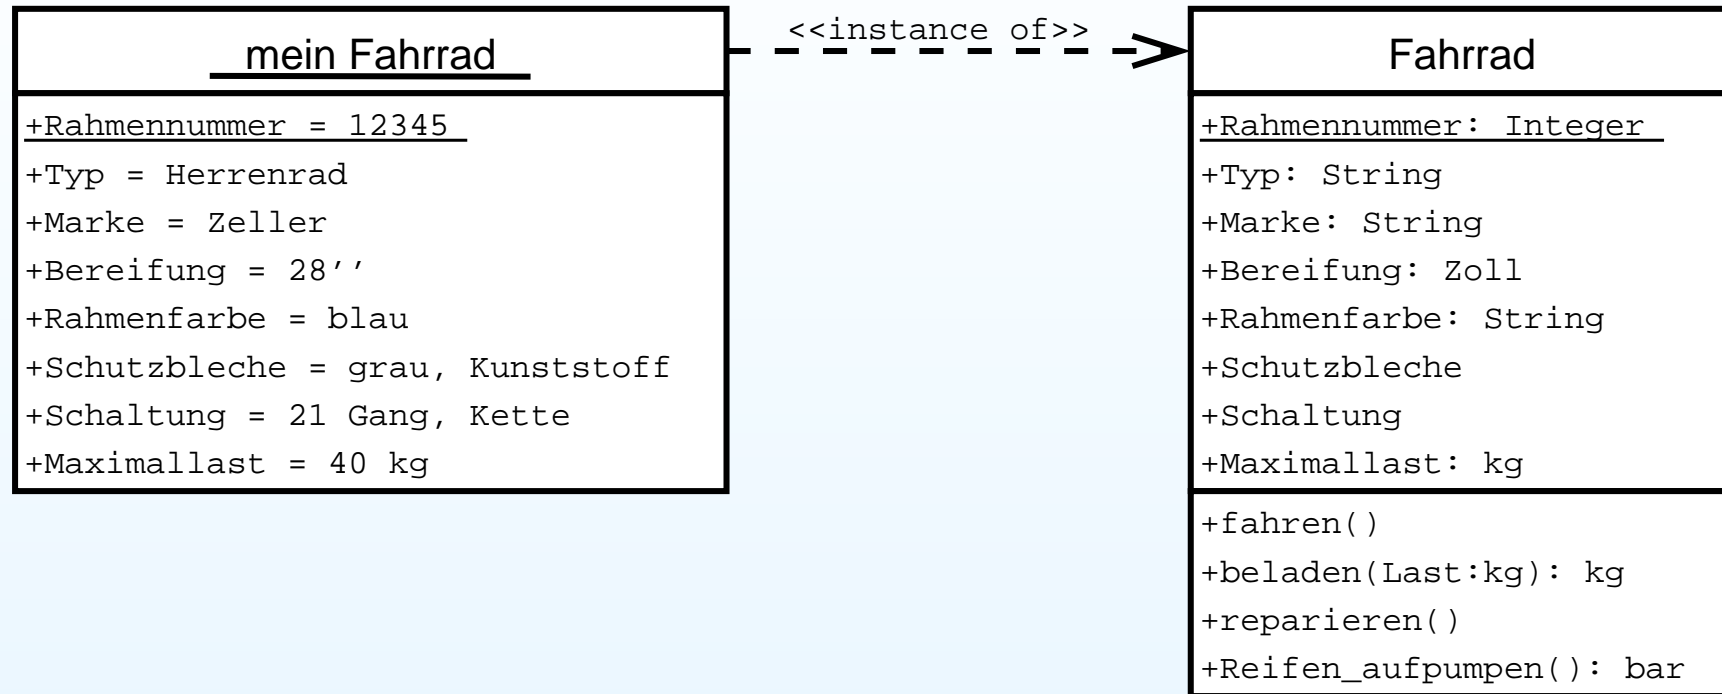 mein Fahrrad
+Rahmennummer = 12345
+Typ = Herrenrad
+Marke = Zeller
+Bereifung = 28’’
+Rahmenfarbe = blau
+Schutzbleche = grau, Kunststoff
+Schaltung = 21 Gang, Kette
+Maximallast = 40 kg
<<instance of>>
Fahrrad
+Rahmennummer: Integer
+Typ: String
+Marke: String
+Bereifung: Zoll
+Rahmenfarbe: String
+Schutzbleche
+Schaltung
+Maximallast: kg
+fahren()
+beladen(Last:kg): kg
+reparieren()
+Reifen_aufpumpen(): bar